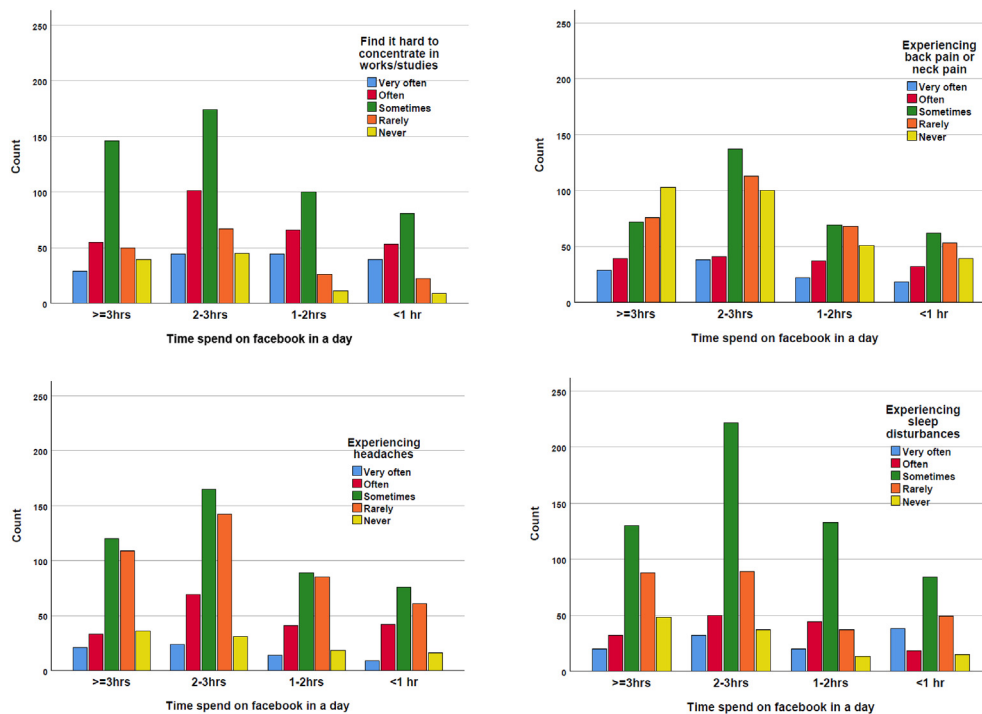 250
200
150
100
50
0
Count
Find it hard to
concentrate in
works/studies
Very often
Often
Sometimes
Rarely
Never
>=3hrs 2-3hrs 1-2hrs <1 hr
Time spend on facebook in a day
250
200
150
100
50
0
Count
Experiencing
back pain or
neck pain
Very often
Often
Sometimes
Rarely
Never
>=3hrs 2-3hrs 1-2hrs <1 hr
Time spend on facebook in a day
250
200
150
100
50
0
Count
Experiencing
headaches
Very often
Often
Sometimes
Rarely
Never
>=3hrs 2-3hrs 1-2hrs <1 hr
Time spend on facebook in a day
250
200
150
100
50
0
Count
Experiencing
sleep
disturbances
Very often
Often
Sometimes
Rarely
Never
>=3hrs 2-3hrs 1-2hrs <1 hr
Time spend on facebook in a day